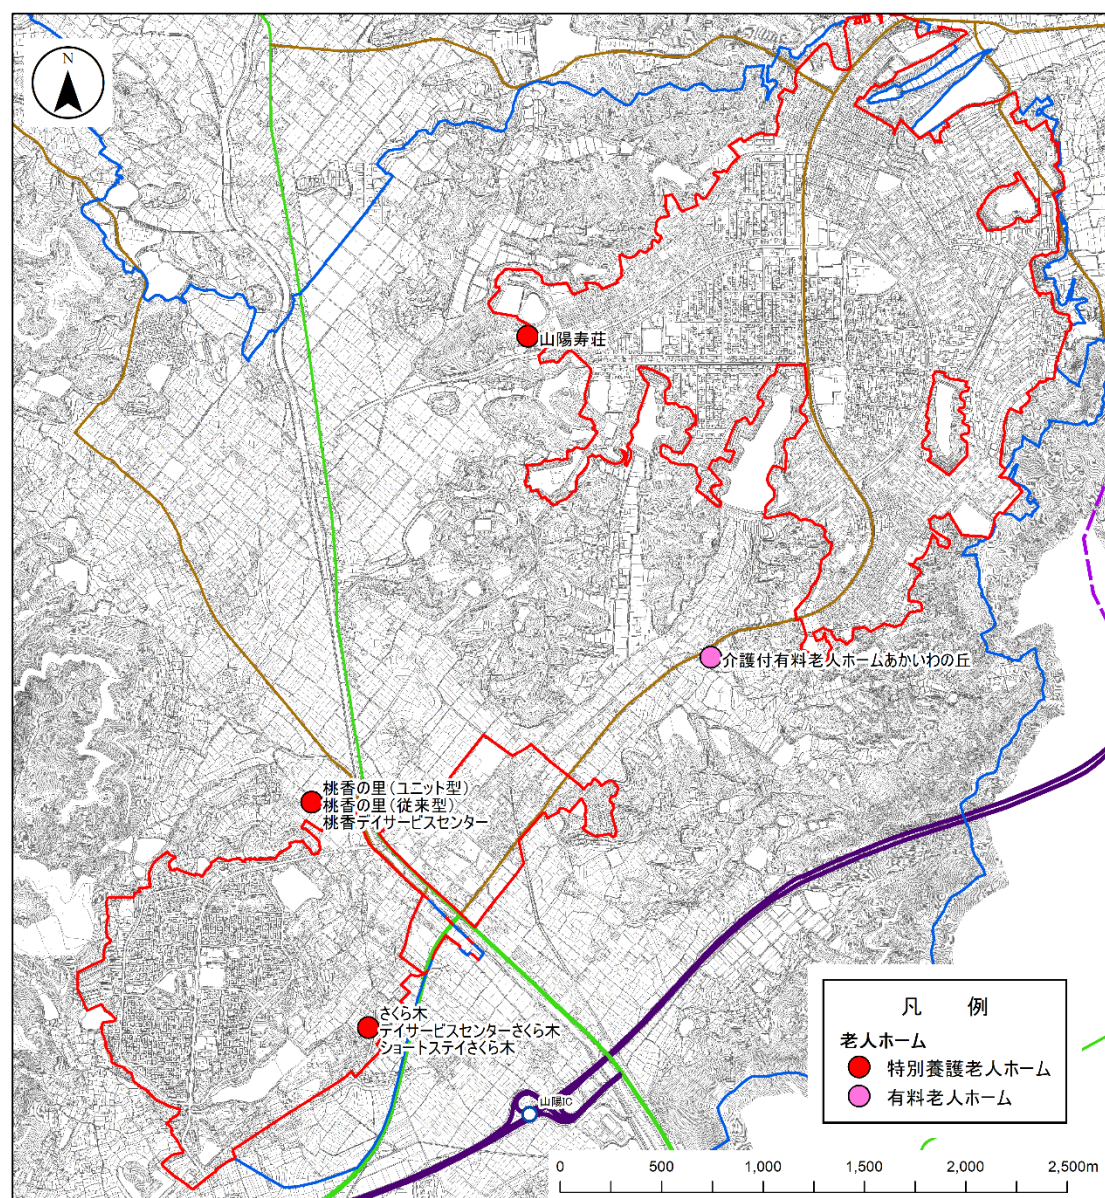 N
山陽寿荘
介護付有料老人ホームあかいわの丘
桃香の里（ユニット型）
桃香の里（従来型）
桃香デイサービスセンター
さくら木
デイサービスセンターさくら木
ショートステイさくら木
山陽IC
凡　例
老人ホーム
特別養護老人ホーム
有料老人ホーム
0 500 1,000 1,500 2,000 2,500m